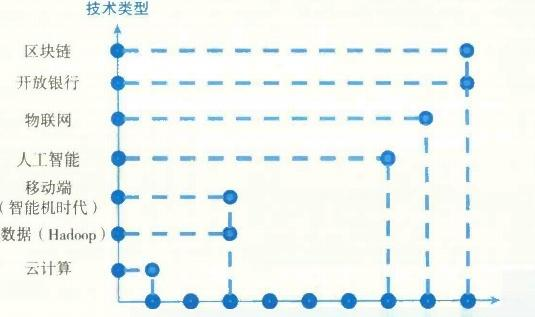 技术类型
区块链
开放银行
物联网
人工智能
移动端
（智能机时代）
数据（Hadoop）
云计算